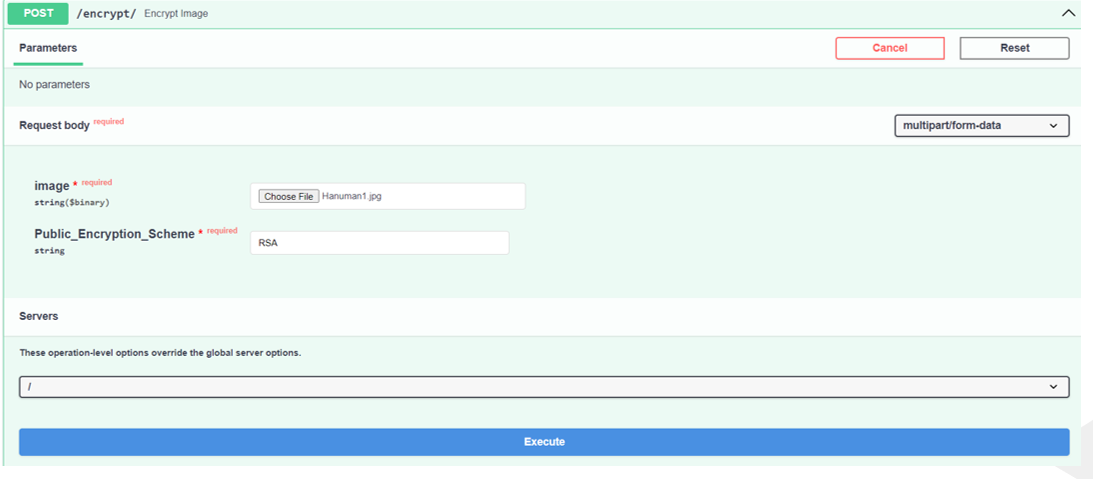 POST /encrypt/ Encrypt Image
Parameters Cancel Reset
No parameters
Request body required multipart/form-data
image * required
string($binary)
Choose File Hanuman1.jpg
Public_Encryption_Scheme * required
string
RSA
Servers
These operation-level options override the global server options.
/
Execute